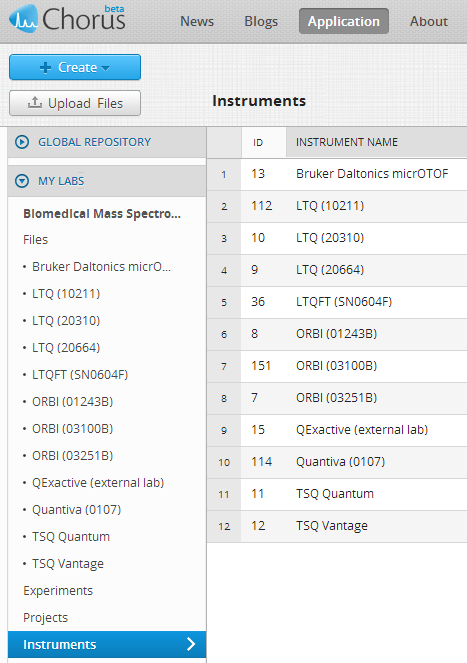 Chorus beta
News Blogs Application About
+ Create
Upload Files
Instruments
GLOBAL REPOSITORY
MY LABS
Biomedical Mass Spectro...
Files
• Bruker Daltonics micrO...
• LTQ (10211)
• LTQ (20310)
• LTQ (20664)
• LTQFT (SN0604F)
• ORBI (01243B)
• ORBI (03100B)
• ORBI (03251B)
• QExactive (external lab)
• Quantiva (0107)
• TSQ Quantum
• TSQ Vantage
Experiments
Projects
Instruments
ID INSTRUMENT NAME
1 13 Bruker Daltonics micrOTOF
2 112 LTQ (10211)
3 10 LTQ (20310)
4 9 LTQ (20664)
5 36 LTQFT (SN0604F)
6 8 ORBI (01243B)
7 151 ORBI (03100B)
8 7 ORBI (03251B)
9 15 QExactive (external lab)
10 114 Quantiva (0107)
11 11 TSQ Quantum
12 12 TSQ Vantage